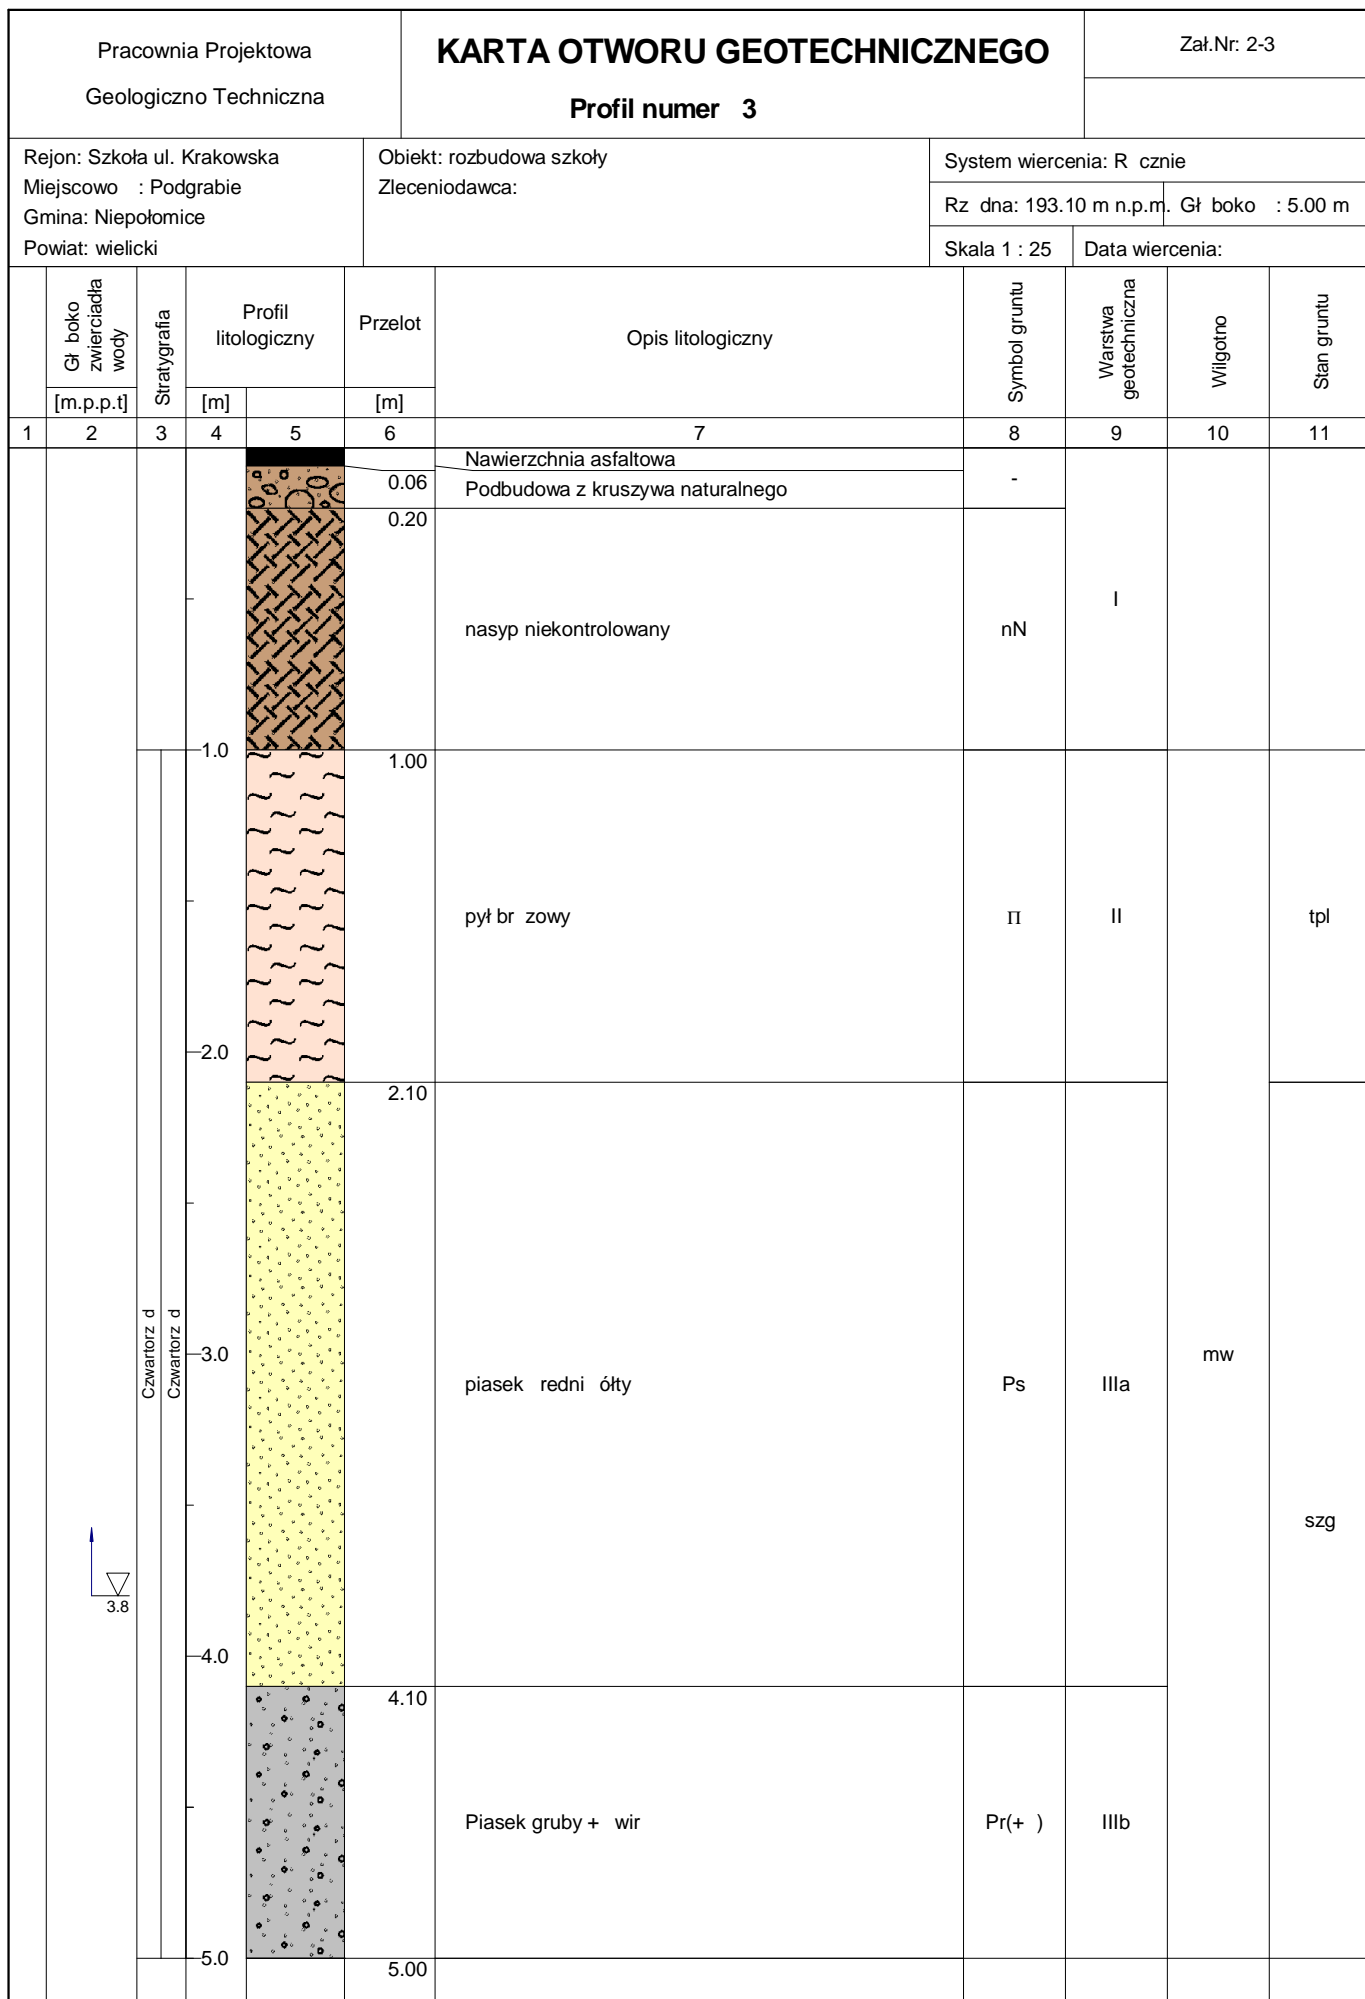 Pracownia Projektowa
Geologiczno Techniczna
KARTA OTWORU GEOTECHNICZNEGO
Profil numer 3
Zał.Nr: 2-3
Rejon: Szkoła ul. Krakowska
Miejscowo : Podgrabie
Gmina: Niepołomice
Powiat: wielicki
Obiekt: rozbudowa szkoły
Zleceniodawca:
System wiercenia: R cznie
Rz dna: 193.10 m n.p.m. Gł boko : 5.00 m
Skala 1 : 25 Data wiercenia:
Gł boko
zwierciadła
wody
[m.p.p.t]
Stratygrafia
Profil
litologiczny
[m]
Przelot
[m]
Opis litologiczny
Symbol gruntu
Warstwa
geotechniczna
Wilgotno
Stan gruntu
1 2 3 4 5 6 7 8 9 10 11
Nawierzchnia asfaltowa
0.06 Podbudowa z kruszywa naturalnego -
0.20
I
nasyp niekontrolowany nN
1.0 1.00
pył br zowy Π II tpl
2.0
2.10
Czwartorz d
Czwartorz d
3.0 mw
piasek redni ółty Ps IIIa
szg
3.8
4.0
4.10
Piasek gruby + wir Pr(+ ) IIIb
5.0 5.00